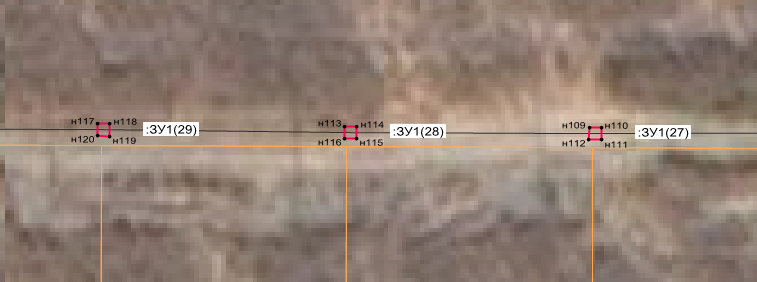 н117 н118
:ЗУ1(29)
н120 н119
н113 н114
:ЗУ1(28)
н116 н115
н109 н110
:ЗУ1(27)
н112 н111